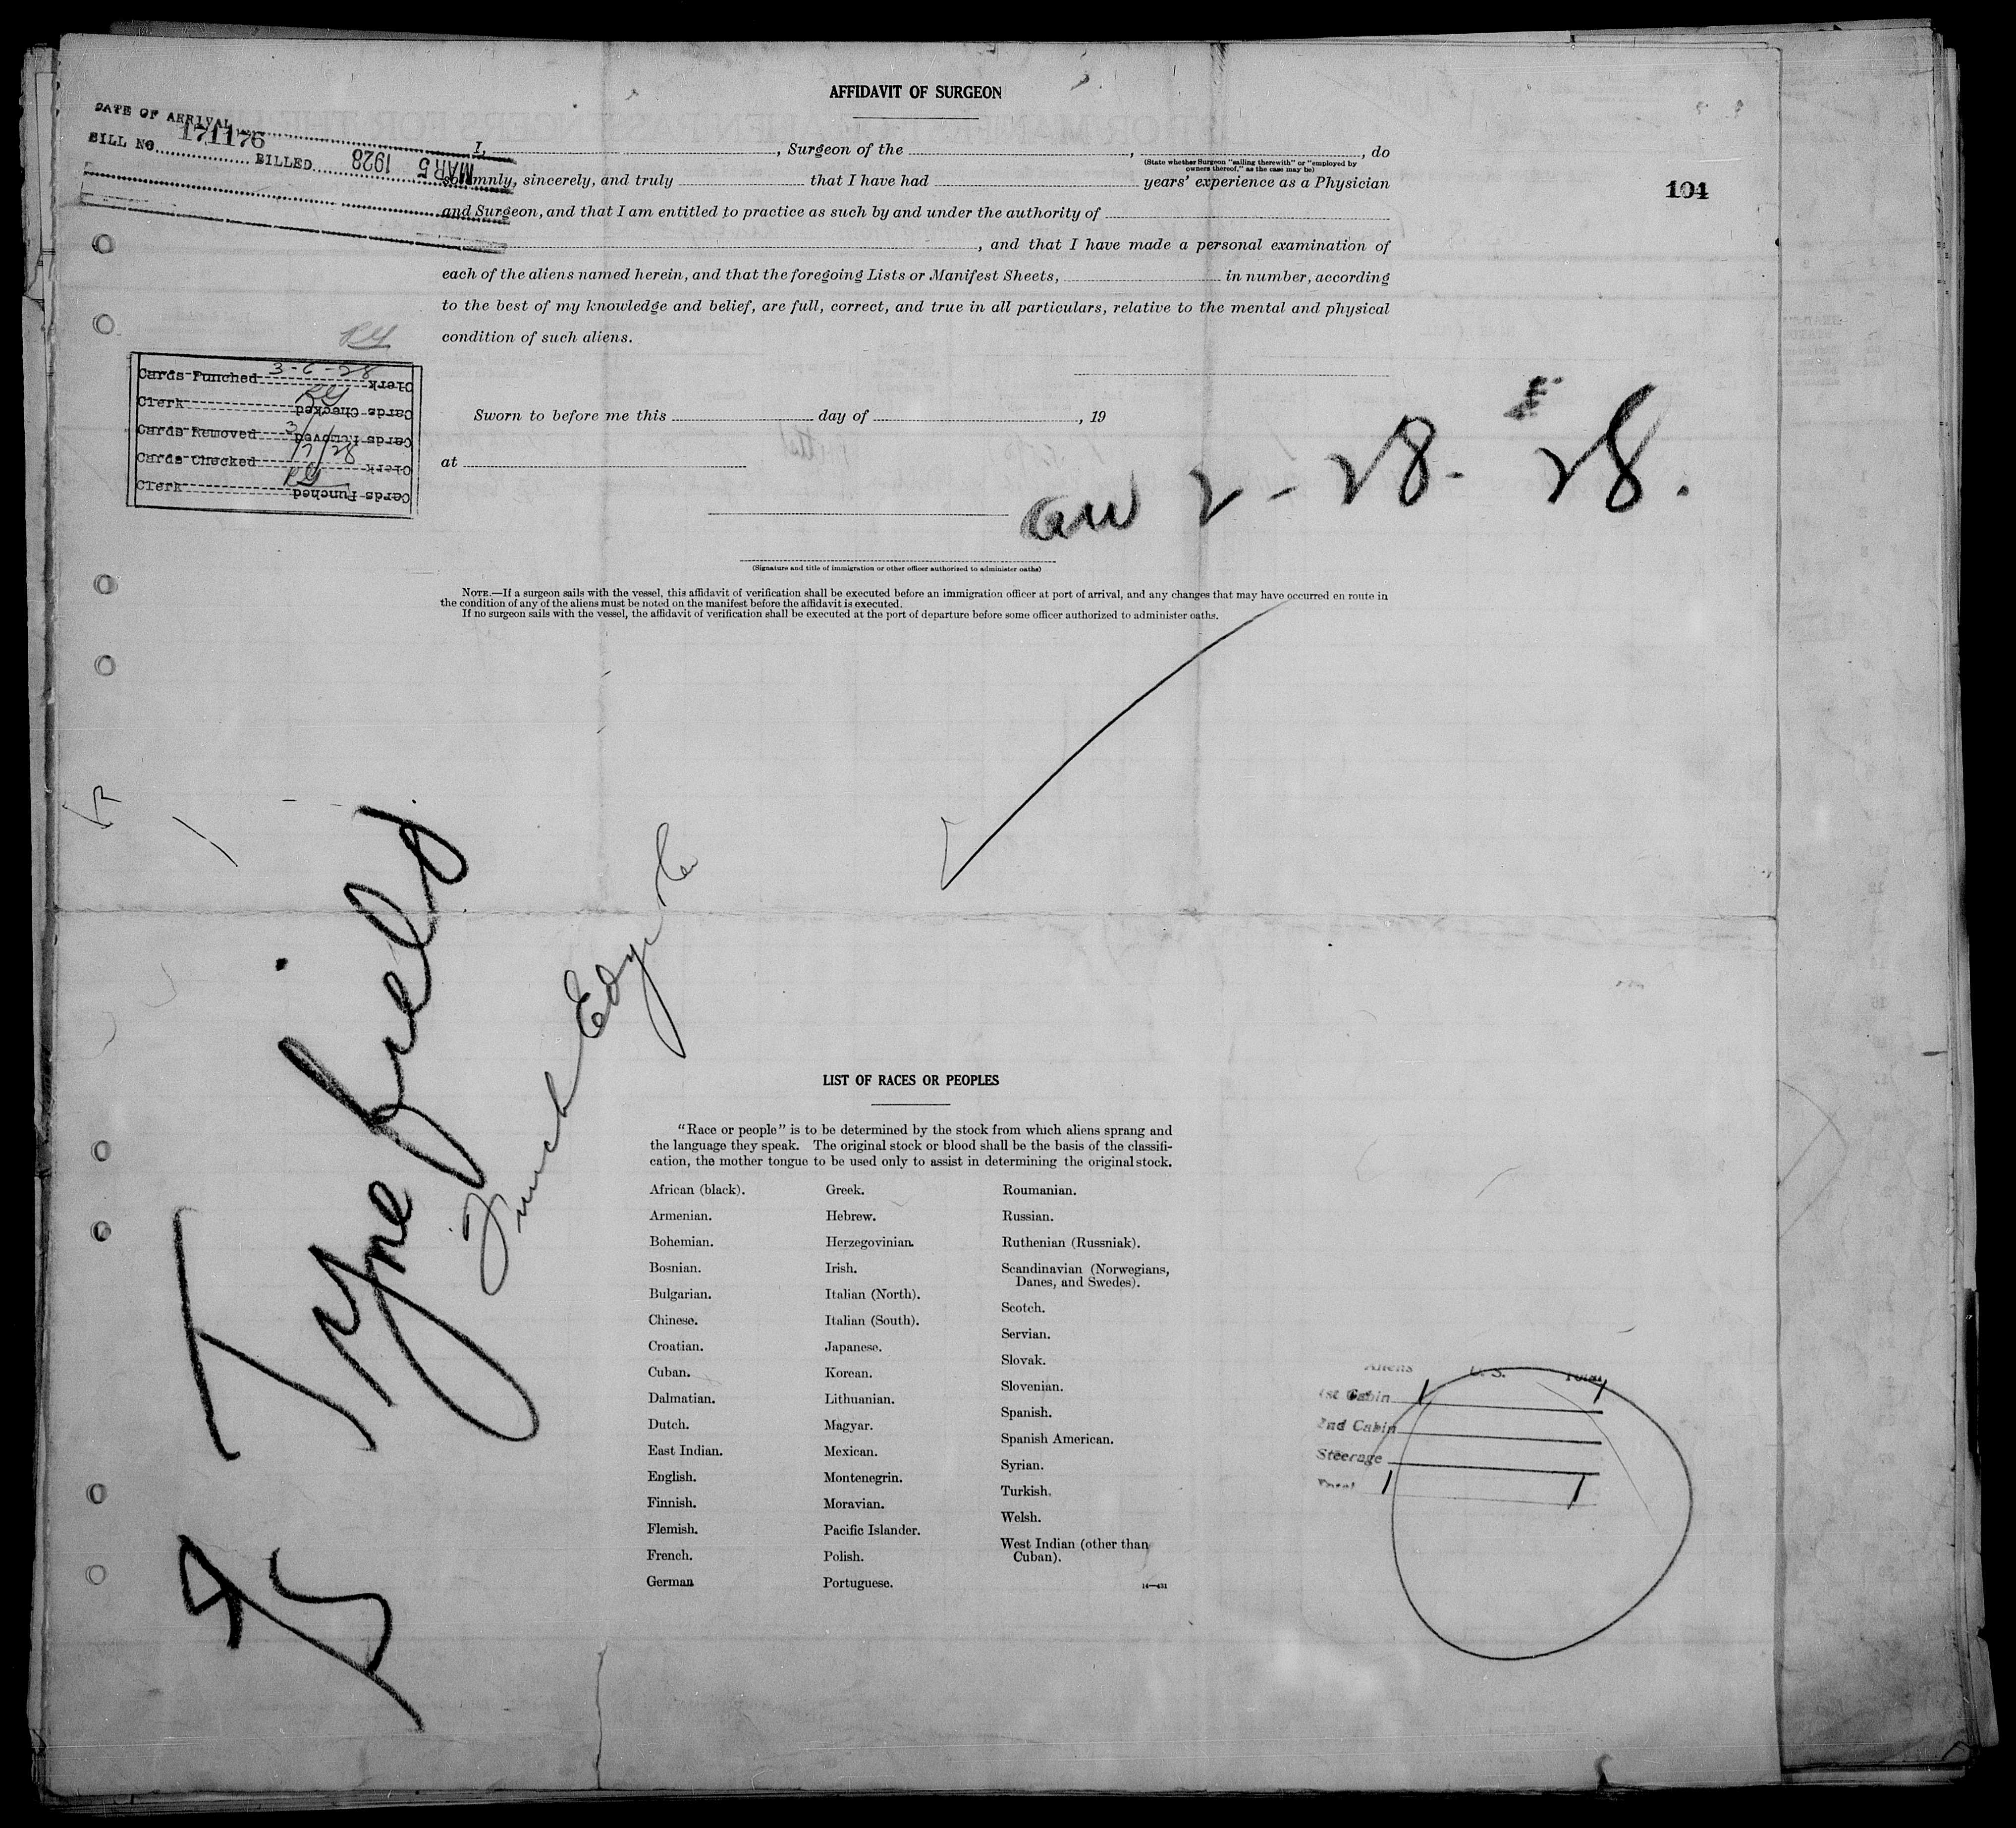 AFFIDAVIT OF SURGEON
DATE OF ARRIVAL
BILL NO. 171176 BILLED MAR 5 1928
104
I, , Surgeon of the , , do
(State whether Surgeon "sailing therewith" or "employed by
owners thereof," as the case may be)
solemnly, sincerely, and truly that I have had years' experience as a Physician
and Surgeon, and that I am entitled to practice as such by and under the authority of
, and that I have made a personal examination of
each of the aliens named herein, and that the foregoing Lists or Manifest Sheets, in number, according
to the best of my knowledge and belief, are full, correct, and true in all particulars, relative to the mental and physical
condition of such aliens.
Cards Punched 3-6-28
Clerk
Clerk
Cards Checked
Cards Removed 3/7/28
Cards Removed
Cards Checked
Clerk
Clerk
Cards Punched
Sworn to before me this day of , 19
at
arr 2-28-28.
(Signature and title of immigration or other officer authorized to administer oaths)
NOTE.—If a surgeon sails with the vessel, this affidavit of verification shall be executed before an immigration officer at port of arrival, and any changes that may have occurred en route in
the condition of any of the aliens must be noted on the manifest before the affidavit is executed.
If no surgeon sails with the vessel, the affidavit of verification shall be executed at the port of departure before some officer authorized to administer oaths.
Tynefield
Funch Edye Co
LIST OF RACES OR PEOPLES
"Race or people" is to be determined by the stock from which aliens sprang and
the language they speak. The original stock or blood shall be the basis of the classifi-
cation, the mother tongue to be used only to assist in determining the original stock.
African (black).
Armenian.
Bohemian.
Bosnian.
Bulgarian.
Chinese.
Croatian.
Cuban.
Dalmatian.
Dutch.
East Indian.
English.
Finnish.
Flemish.
French.
German
Greek.
Hebrew.
Herzegovinian.
Irish.
Italian (North).
Italian (South).
Japanese.
Korean.
Lithuanian.
Magyar.
Mexican.
Montenegrin.
Moravian.
Pacific Islander.
Polish.
Portuguese.
Roumanian.
Russian.
Ruthenian (Russniak).
Scandinavian (Norwegians,
Danes, and Swedes).
Scotch.
Servian.
Slovak.
Slovenian.
Spanish.
Spanish American.
Syrian.
Turkish.
Welsh.
West Indian (other than
Cuban).
14—431
Aliens U. S. Total
1st Cabin 1 1
2nd Cabin
Steerage
Total 1 1